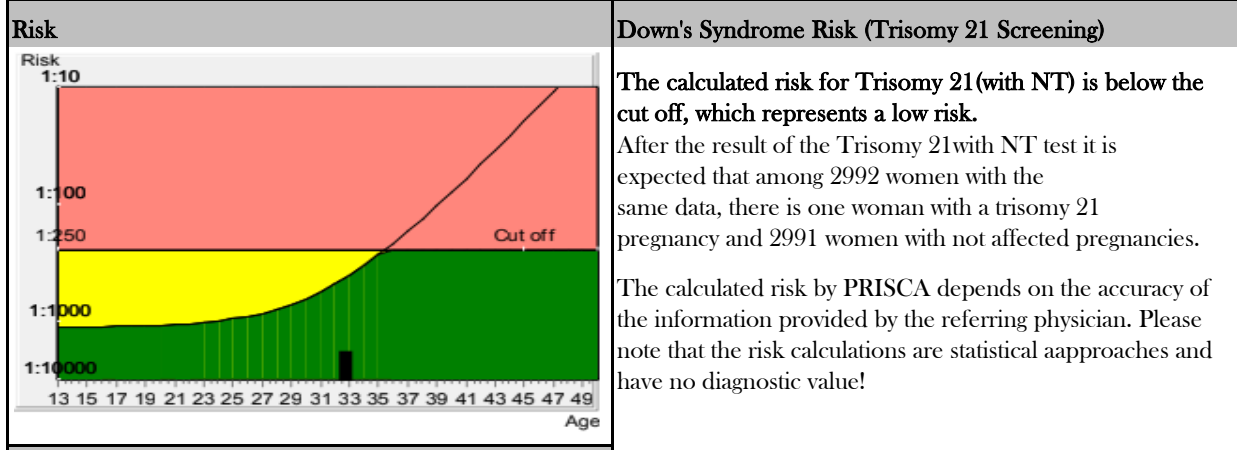 Risk
Risk
1:10
1:100
1:250
Cut off
1:1000
1:10000
13 15 17 19 21 23 25 27 29 31 33 35 37 39 41 43 45 47 49
Age
Down's Syndrome Risk (Trisomy 21 Screening)
The calculated risk for Trisomy 21(with NT) is below the
cut off, which represents a low risk.
After the result of the Trisomy 21with NT test it is
expected that among 2992 women with the
same data, there is one woman with a trisomy 21
pregnancy and 2991 women with not affected pregnancies.
The calculated risk by PRISCA depends on the accuracy of
the information provided by the referring physician. Please
note that the risk calculations are statistical aapproaches and
have no diagnostic value!